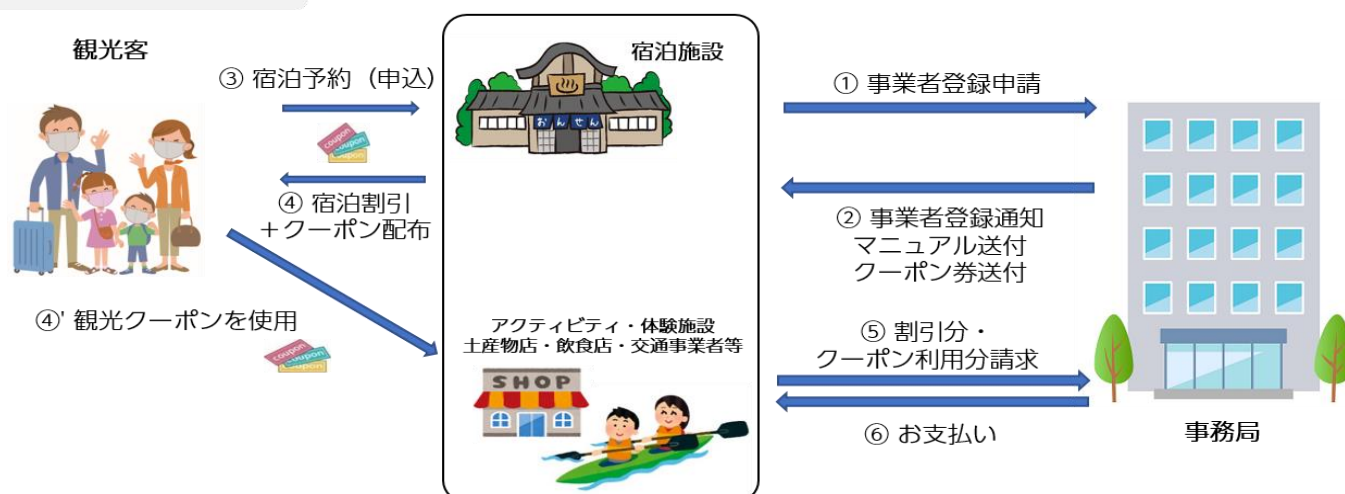 観光客
③ 宿泊予約（申込）
coupon
coupon
④ 宿泊割引
＋クーポン配布
④' 観光クーポンを使用
coupon
coupon
宿泊施設
おんせん
アクティビティ・体験施設
土産物店・飲食店・交通事業者等
SHOP
① 事業者登録申請
② 事業者登録通知
マニュアル送付
クーポン券送付
⑤ 割引分・
クーポン利用分請求
⑥ お支払い
事務局